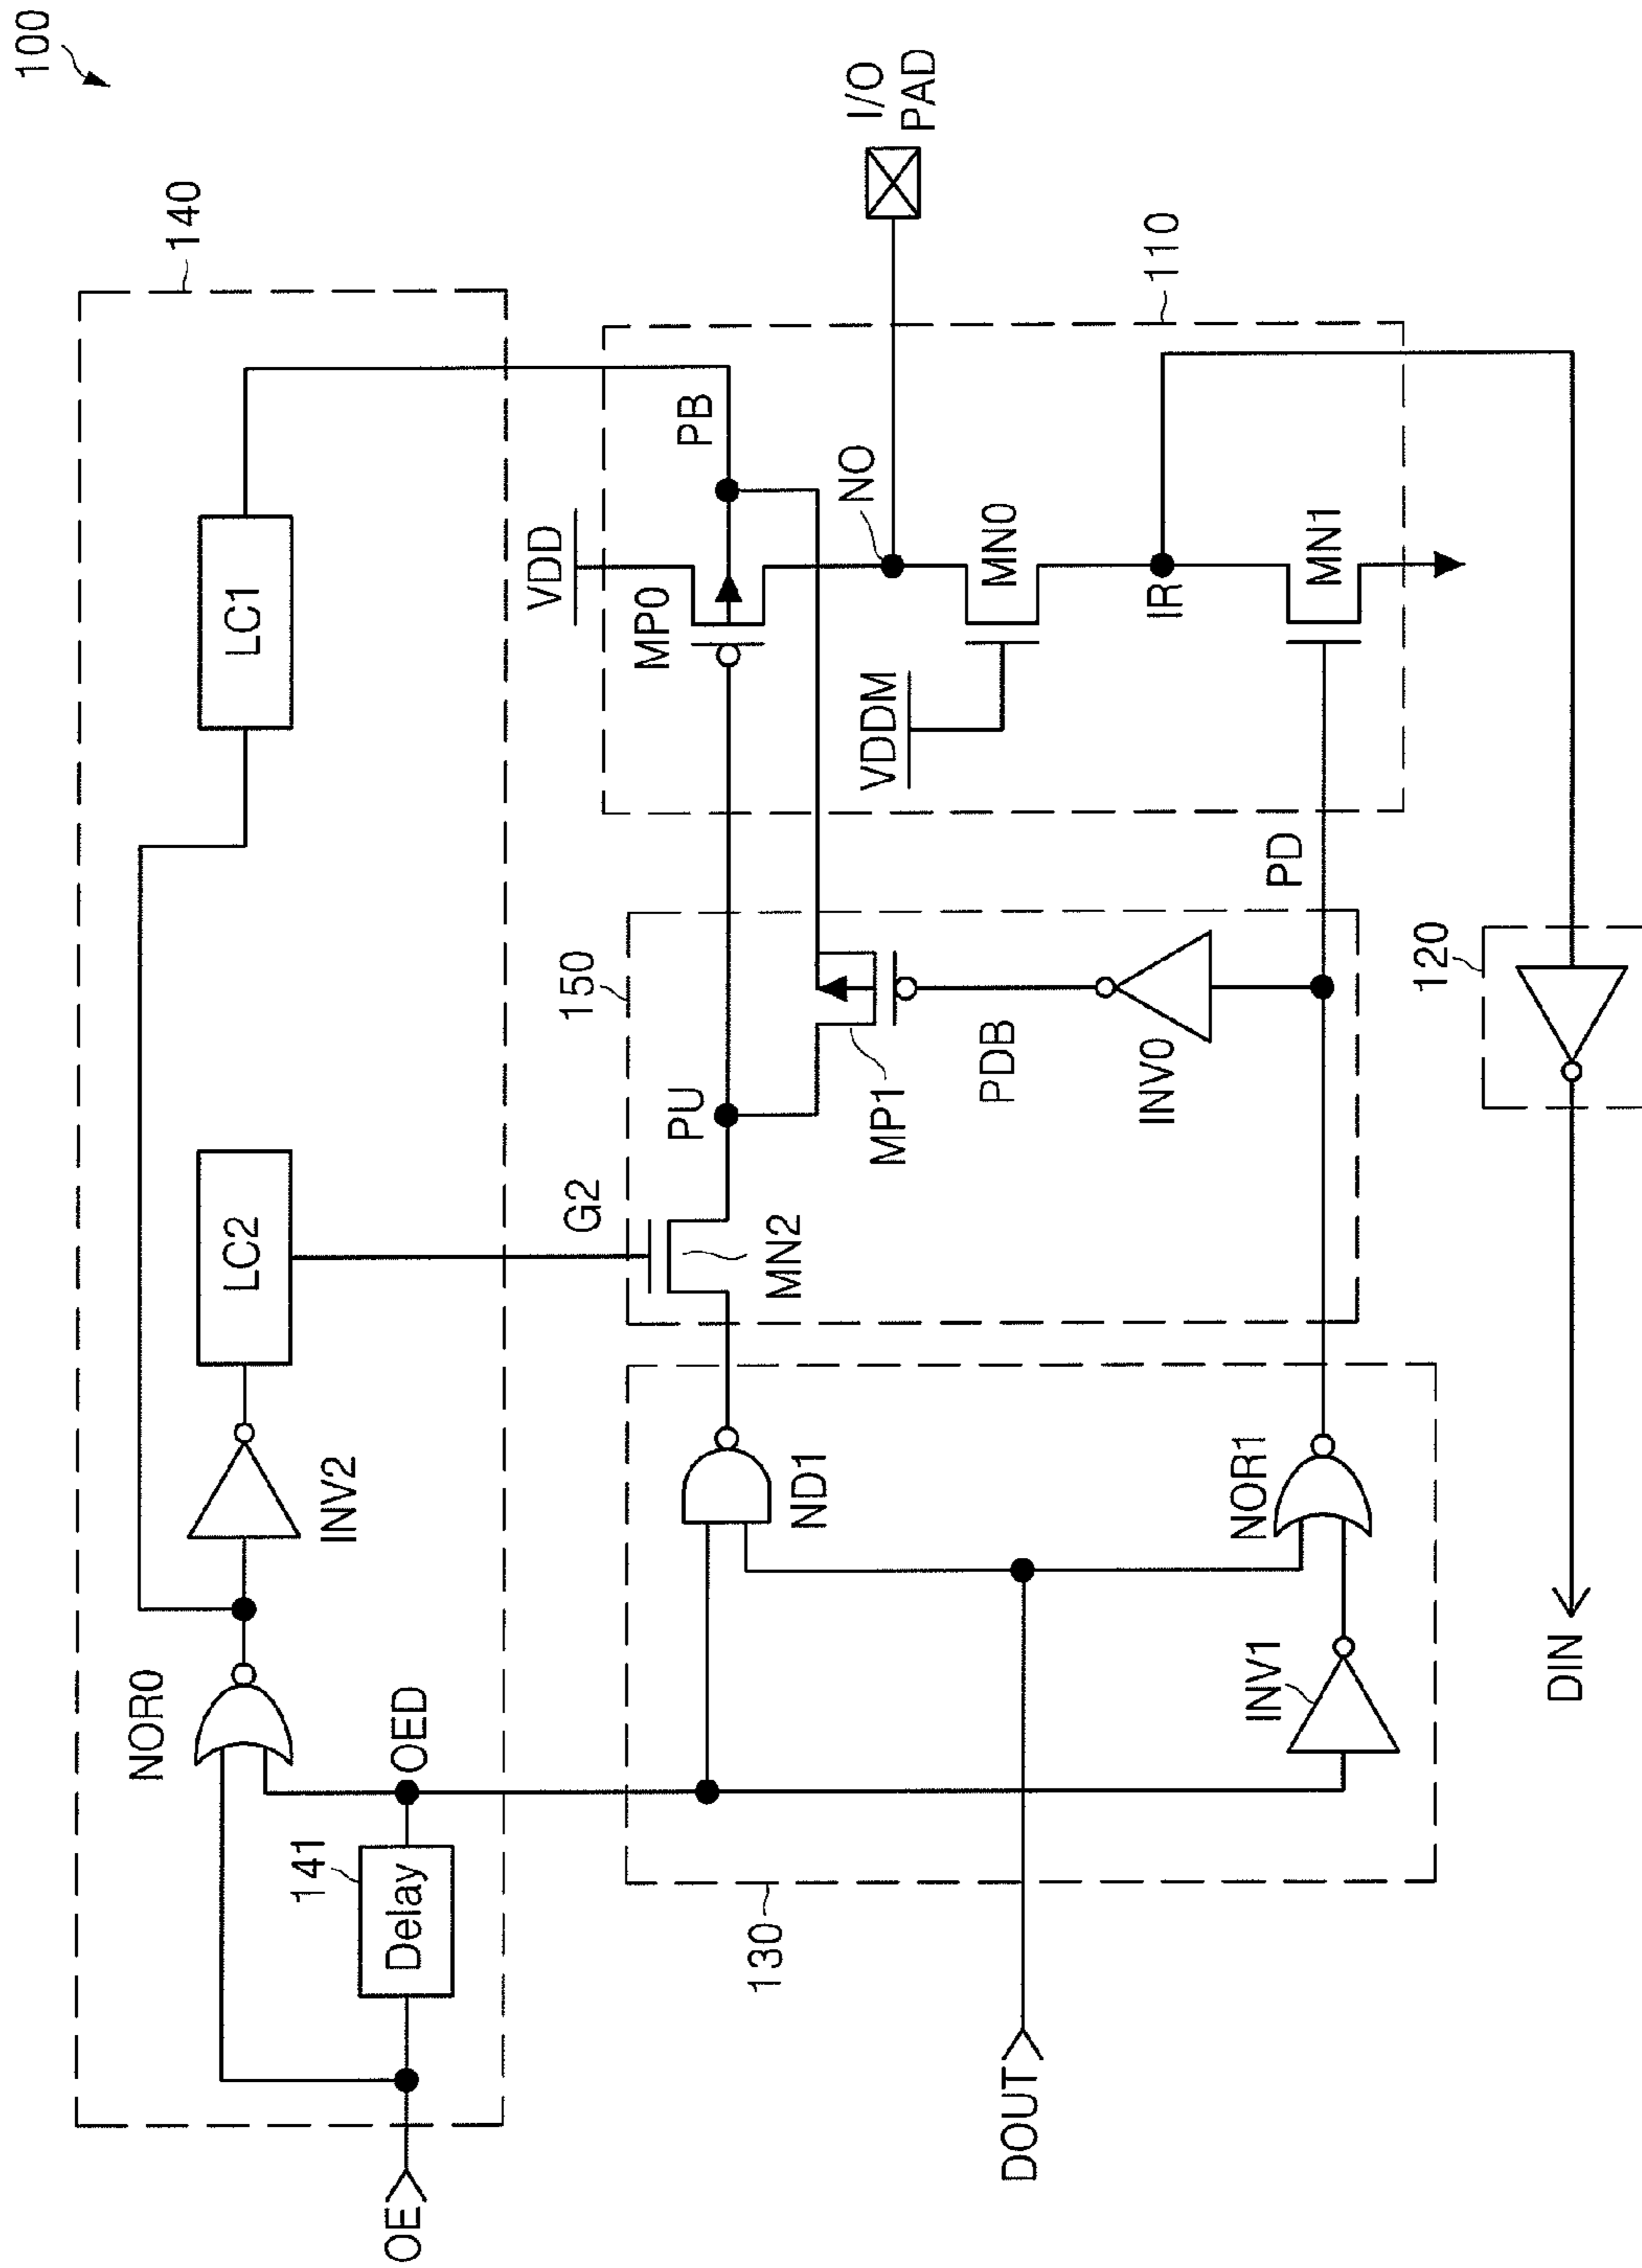 100
140
LC1
LC2
INV2
NOR0
OED
141
Delay
OE
I/O
PAD
110
VDD
MP0
PB
NO
VDDM
MN0
IR
MN1
150
PU
G2
MN2
MP1
PDB
INV0
PD
120
130
ND1
NOR1
INV1
DOUT
DIN